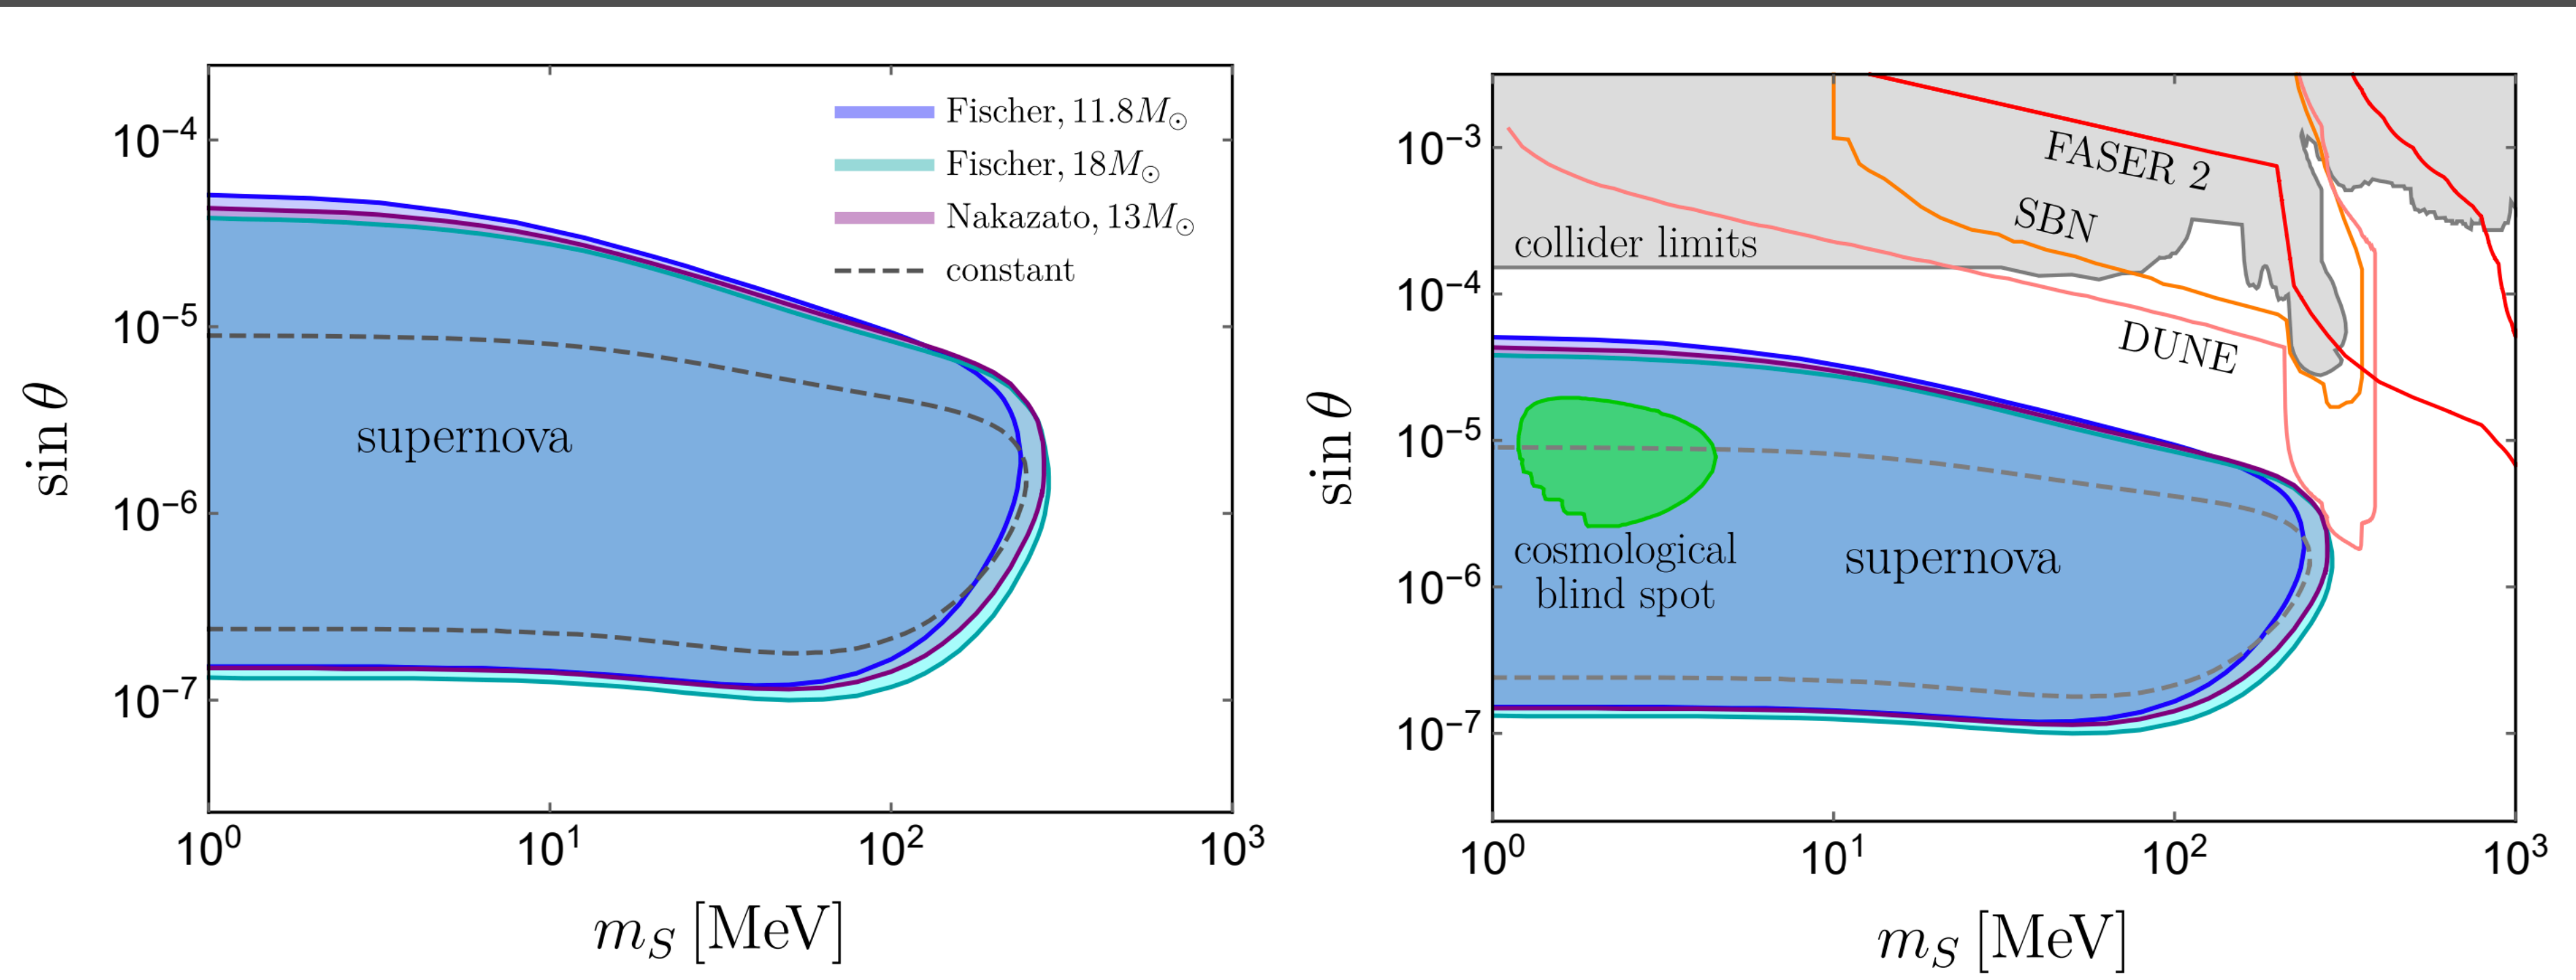 Fischer, 11.8M⊙
Fischer, 18M⊙
Nakazato, 13M⊙
constant
supernova
sin θ
10⁻⁴
10⁻⁵
10⁻⁶
10⁻⁷
10⁰ 10¹ 10² 10³
m_S [MeV]
FASER 2
SBN
collider limits
DUNE
cosmological
blind spot
supernova
sin θ
10⁻³
10⁻⁴
10⁻⁵
10⁻⁶
10⁻⁷
10⁰ 10¹ 10² 10³
m_S [MeV]